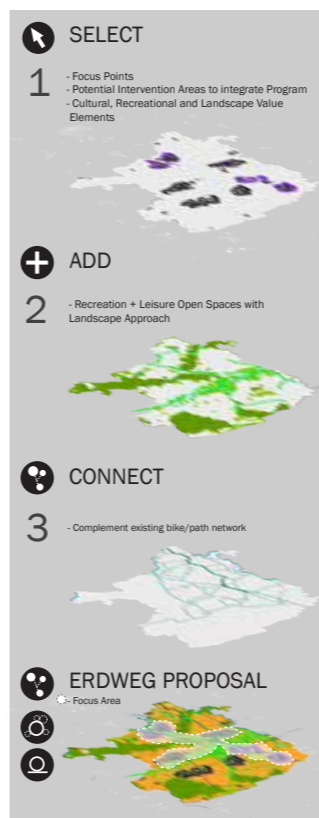 SELECT
1
- Focus Points
- Potential Intervention Areas to integrate Program
- Cultural, Recreational and Landscape Value
Elements
ADD
2
- Recreation + Leisure Open Spaces with
Landscape Approach
CONNECT
3
- Complement existing bike/path network
ERDWEG PROPOSAL
- Focus Area